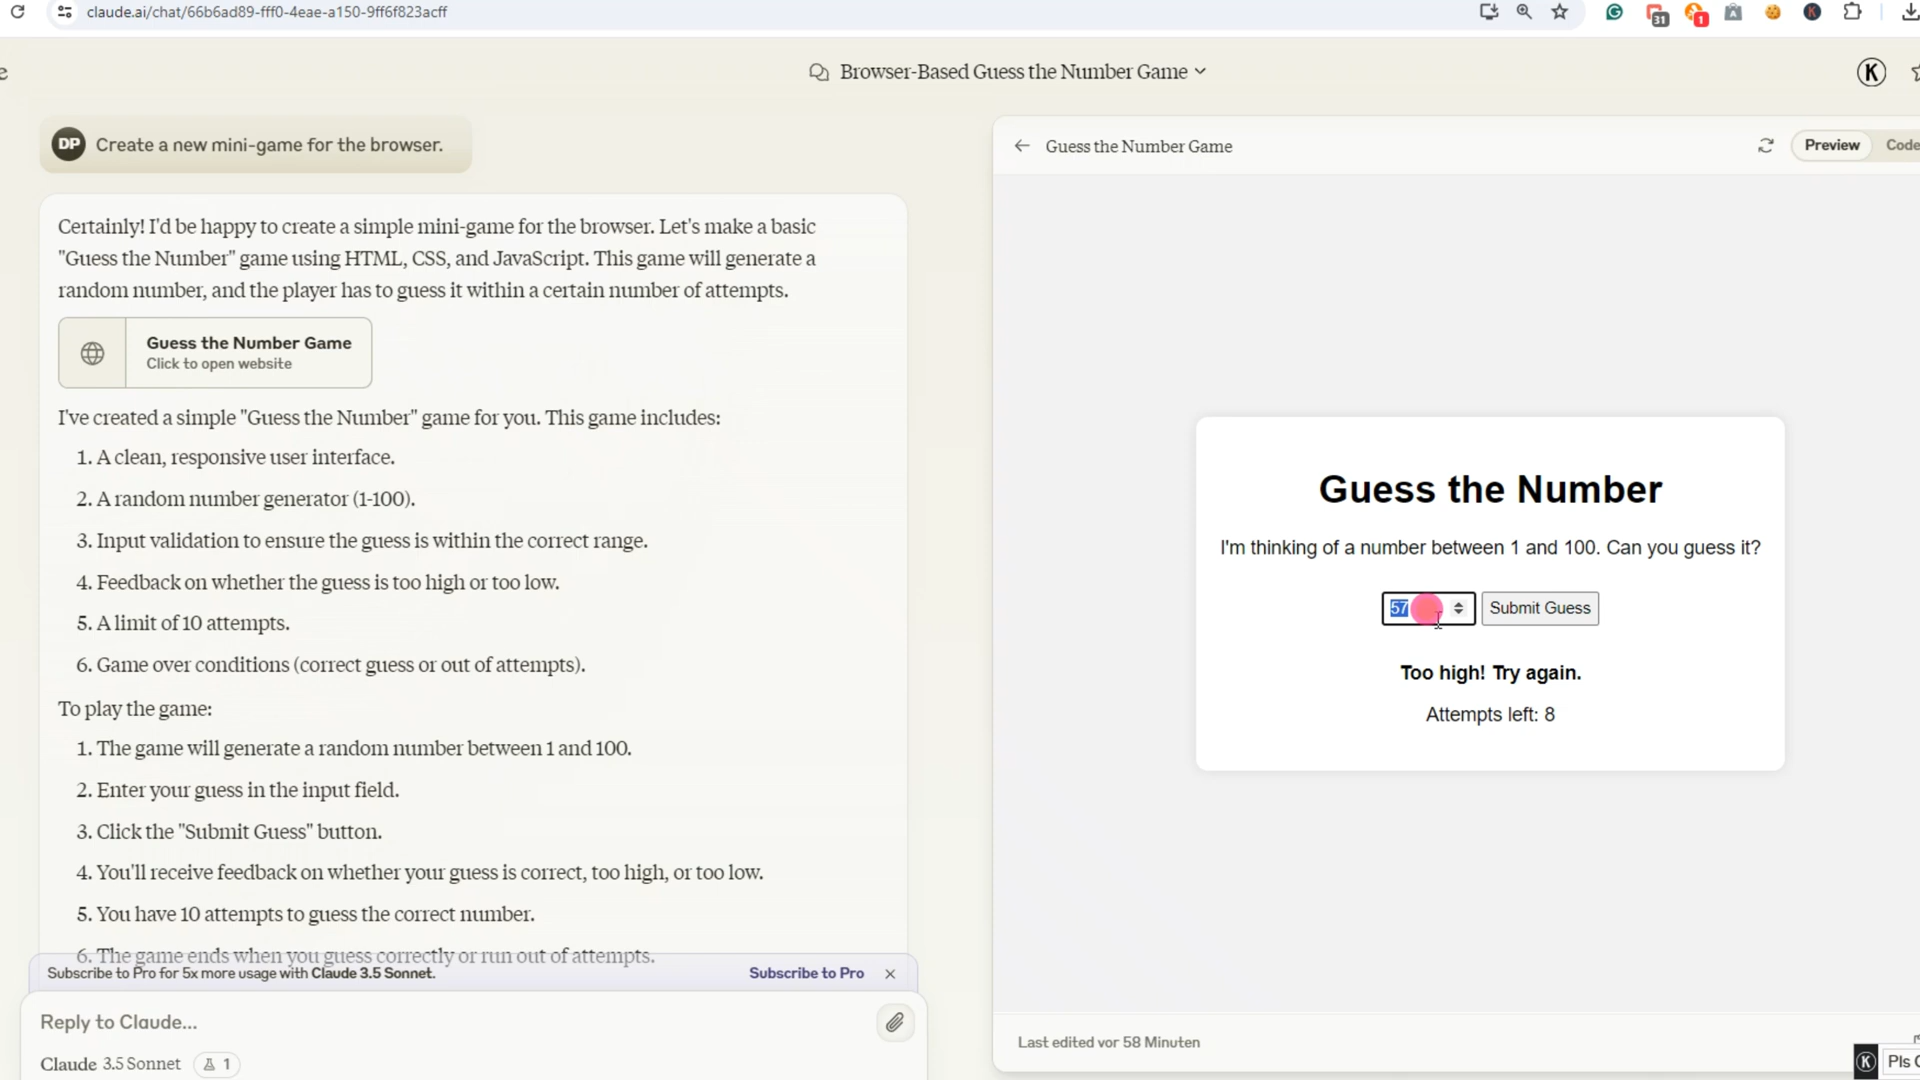 claude.ai/chat/66b6ad89-fff0-4eae-a150-9ff6f823acff
31
1
K
e
Browser-Based Guess the Number Game
K
DP Create a new mini-game for the browser.
Certainly! I'd be happy to create a simple mini-game for the browser. Let's make a basic
"Guess the Number" game using HTML, CSS, and JavaScript. This game will generate a
random number, and the player has to guess it within a certain number of attempts.
Guess the Number Game
Click to open website
I've created a simple "Guess the Number" game for you. This game includes:
1. A clean, responsive user interface.
2. A random number generator (1-100).
3. Input validation to ensure the guess is within the correct range.
4. Feedback on whether the guess is too high or too low.
5. A limit of 10 attempts.
6. Game over conditions (correct guess or out of attempts).
To play the game:
1. The game will generate a random number between 1 and 100.
2. Enter your guess in the input field.
3. Click the "Submit Guess" button.
4. You'll receive feedback on whether your guess is correct, too high, or too low.
5. You have 10 attempts to guess the correct number.
6. The game ends when you guess correctly or run out of attempts.
Subscribe to Pro for 5x more usage with Claude 3.5 Sonnet. Subscribe to Pro
Reply to Claude...
Claude 3.5 Sonnet 1
Guess the Number Game
Preview Code
Guess the Number
I'm thinking of a number between 1 and 100. Can you guess it?
57 Submit Guess
Too high! Try again.
Attempts left: 8
Last edited vor 58 Minuten
K Pls